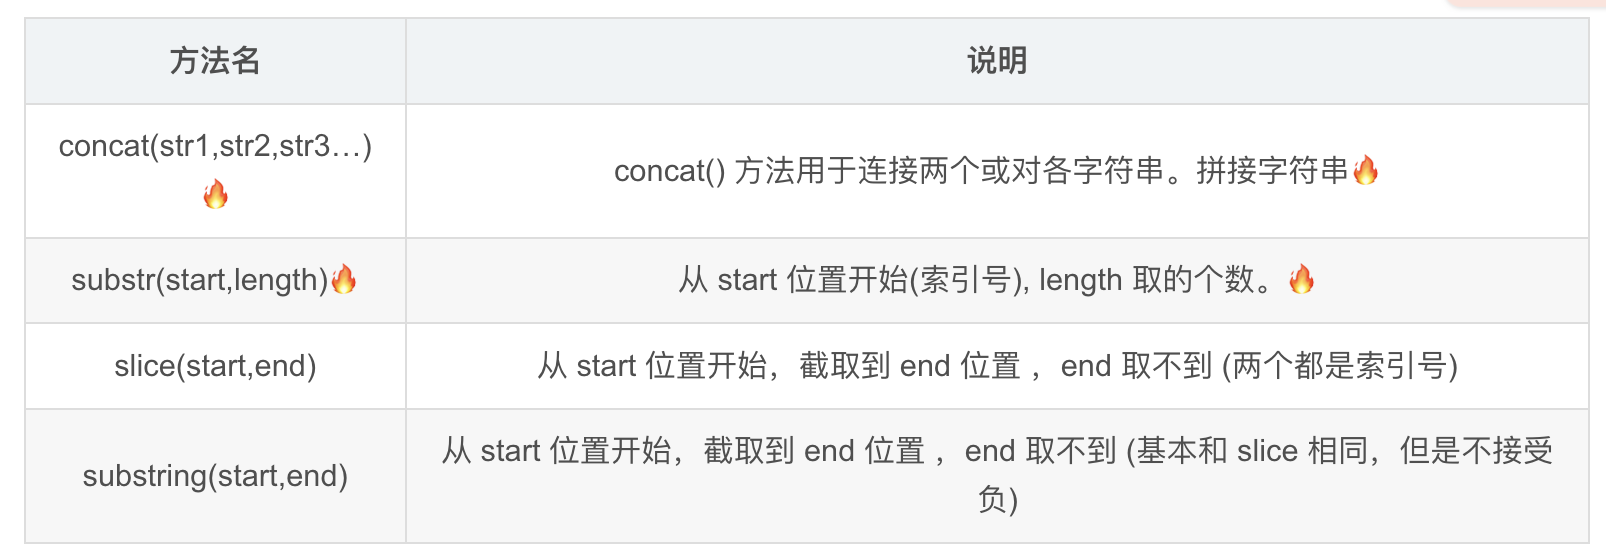 方法名
说明
concat(str1,str2,str3…)
🔥
concat() 方法用于连接两个或对各字符串。拼接字符串🔥
substr(start,length)🔥
从 start 位置开始(索引号), length 取的个数。🔥
slice(start,end)
从 start 位置开始，截取到 end 位置 ，end 取不到 (两个都是索引号)
substring(start,end)
从 start 位置开始，截取到 end 位置 ，end 取不到 (基本和 slice 相同，但是不接受
负)